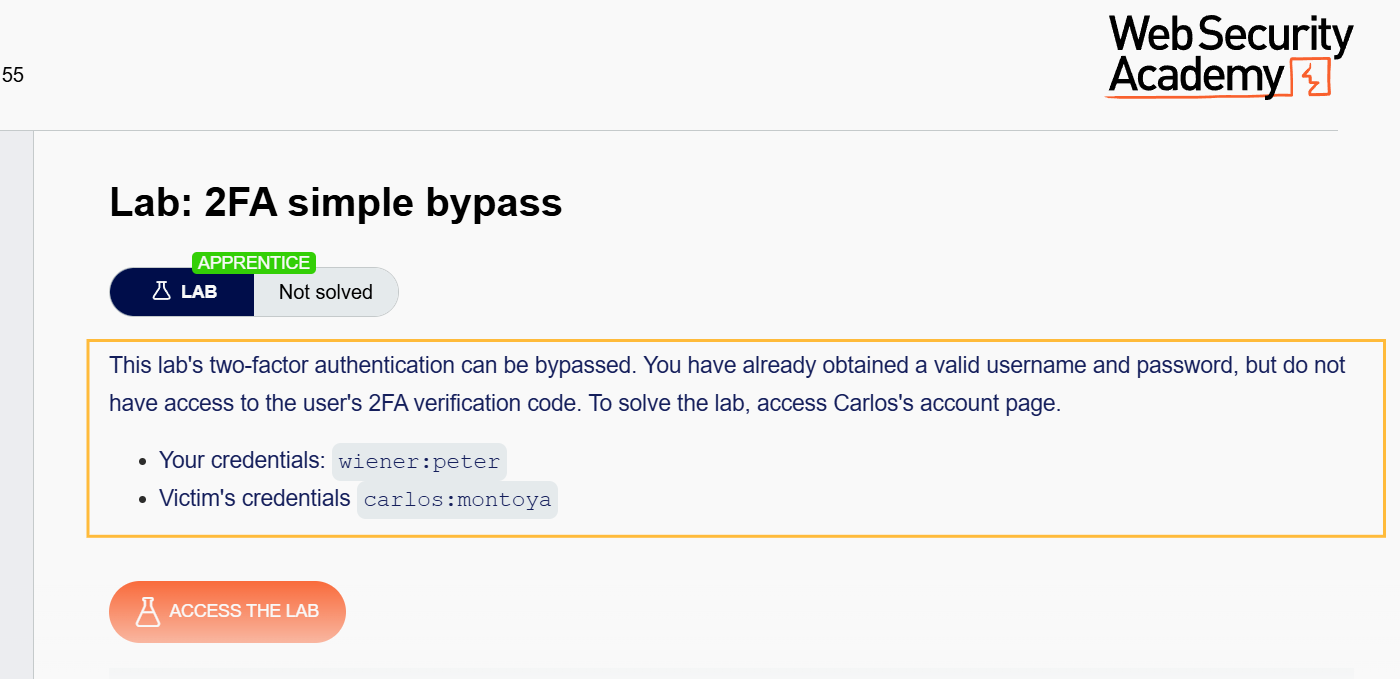 Web Security
Academy
55
Lab: 2FA simple bypass
APPRENTICE
LAB Not solved
This lab's two-factor authentication can be bypassed. You have already obtained a valid username and password, but do not
have access to the user's 2FA verification code. To solve the lab, access Carlos's account page.
• Your credentials: wiener:peter
• Victim's credentials carlos:montoya
ACCESS THE LAB